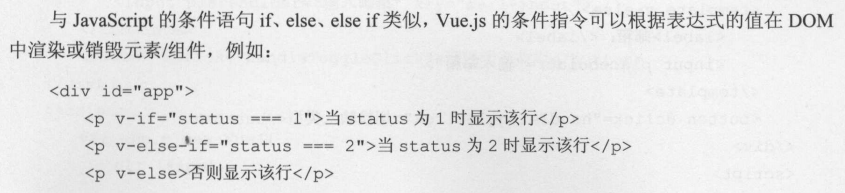 与 JavaScript 的条件语句 if、else、else if 类似，Vue.js 的条件指令可以根据表达式的值在 DOM
中渲染或销毁元素/组件，例如：
<div id="app">
<p v-if="status === 1">当 status 为 1 时显示该行</p>
<p v-else-if="status === 2">当 status 为 2 时显示该行</p>
<p v-else>否则显示该行</p>